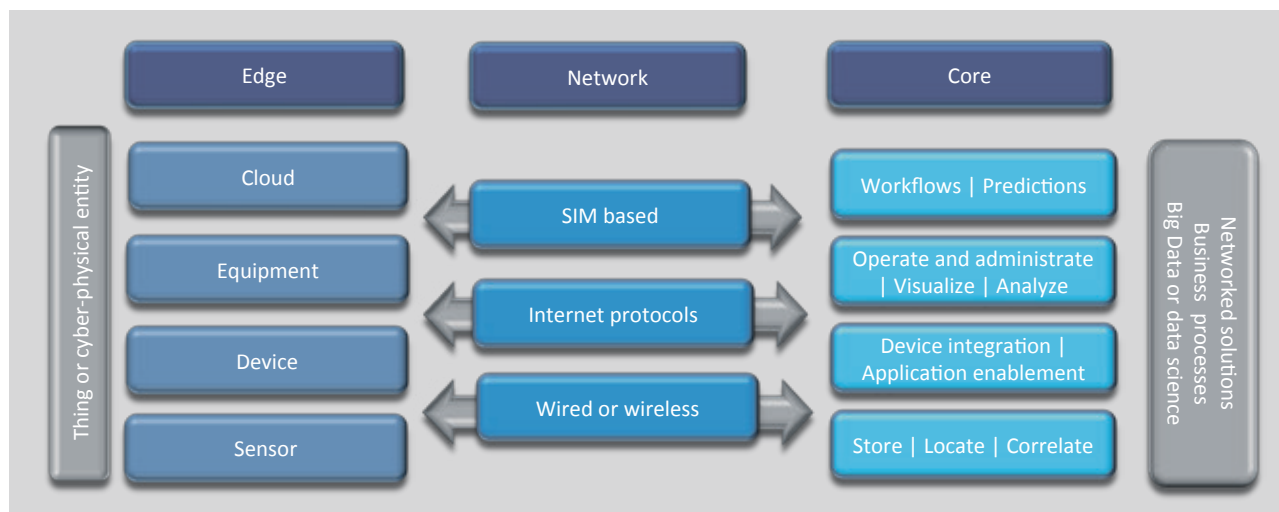 Edge
Network
Core
Thing or cyber-physical entity
Cloud
Equipment
Device
Sensor
SIM based
Internet protocols
Wired or wireless
Workflows | Predictions
Operate and administrate
| Visualize | Analyze
Device integration |
Application enablement
Store | Locate | Correlate
Networked solutions
Business processes
Big Data or data science